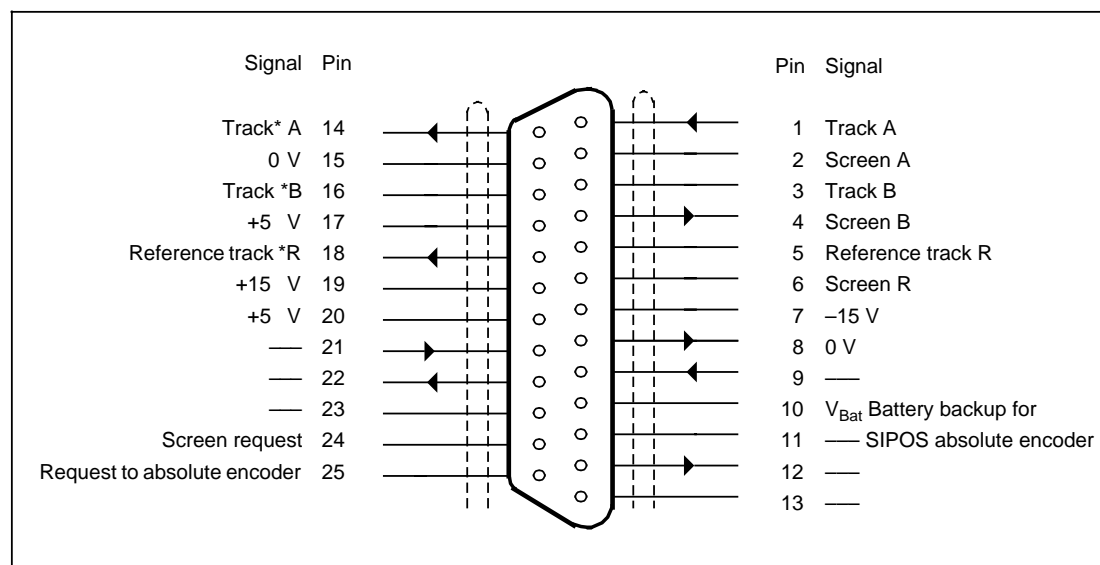 Signal Pin
Track* A 14
0 V 15
Track *B 16
+5 V 17
Reference track *R 18
+15 V 19
+5 V 20
— 21
— 22
— 23
Screen request 24
Request to absolute encoder 25
Pin Signal
1 Track A
2 Screen A
3 Track B
4 Screen B
5 Reference track R
6 Screen R
7 –15 V
8 0 V
9 —
10 VBat Battery backup for
11 — SIPOS absolute encoder
12 —
13 —